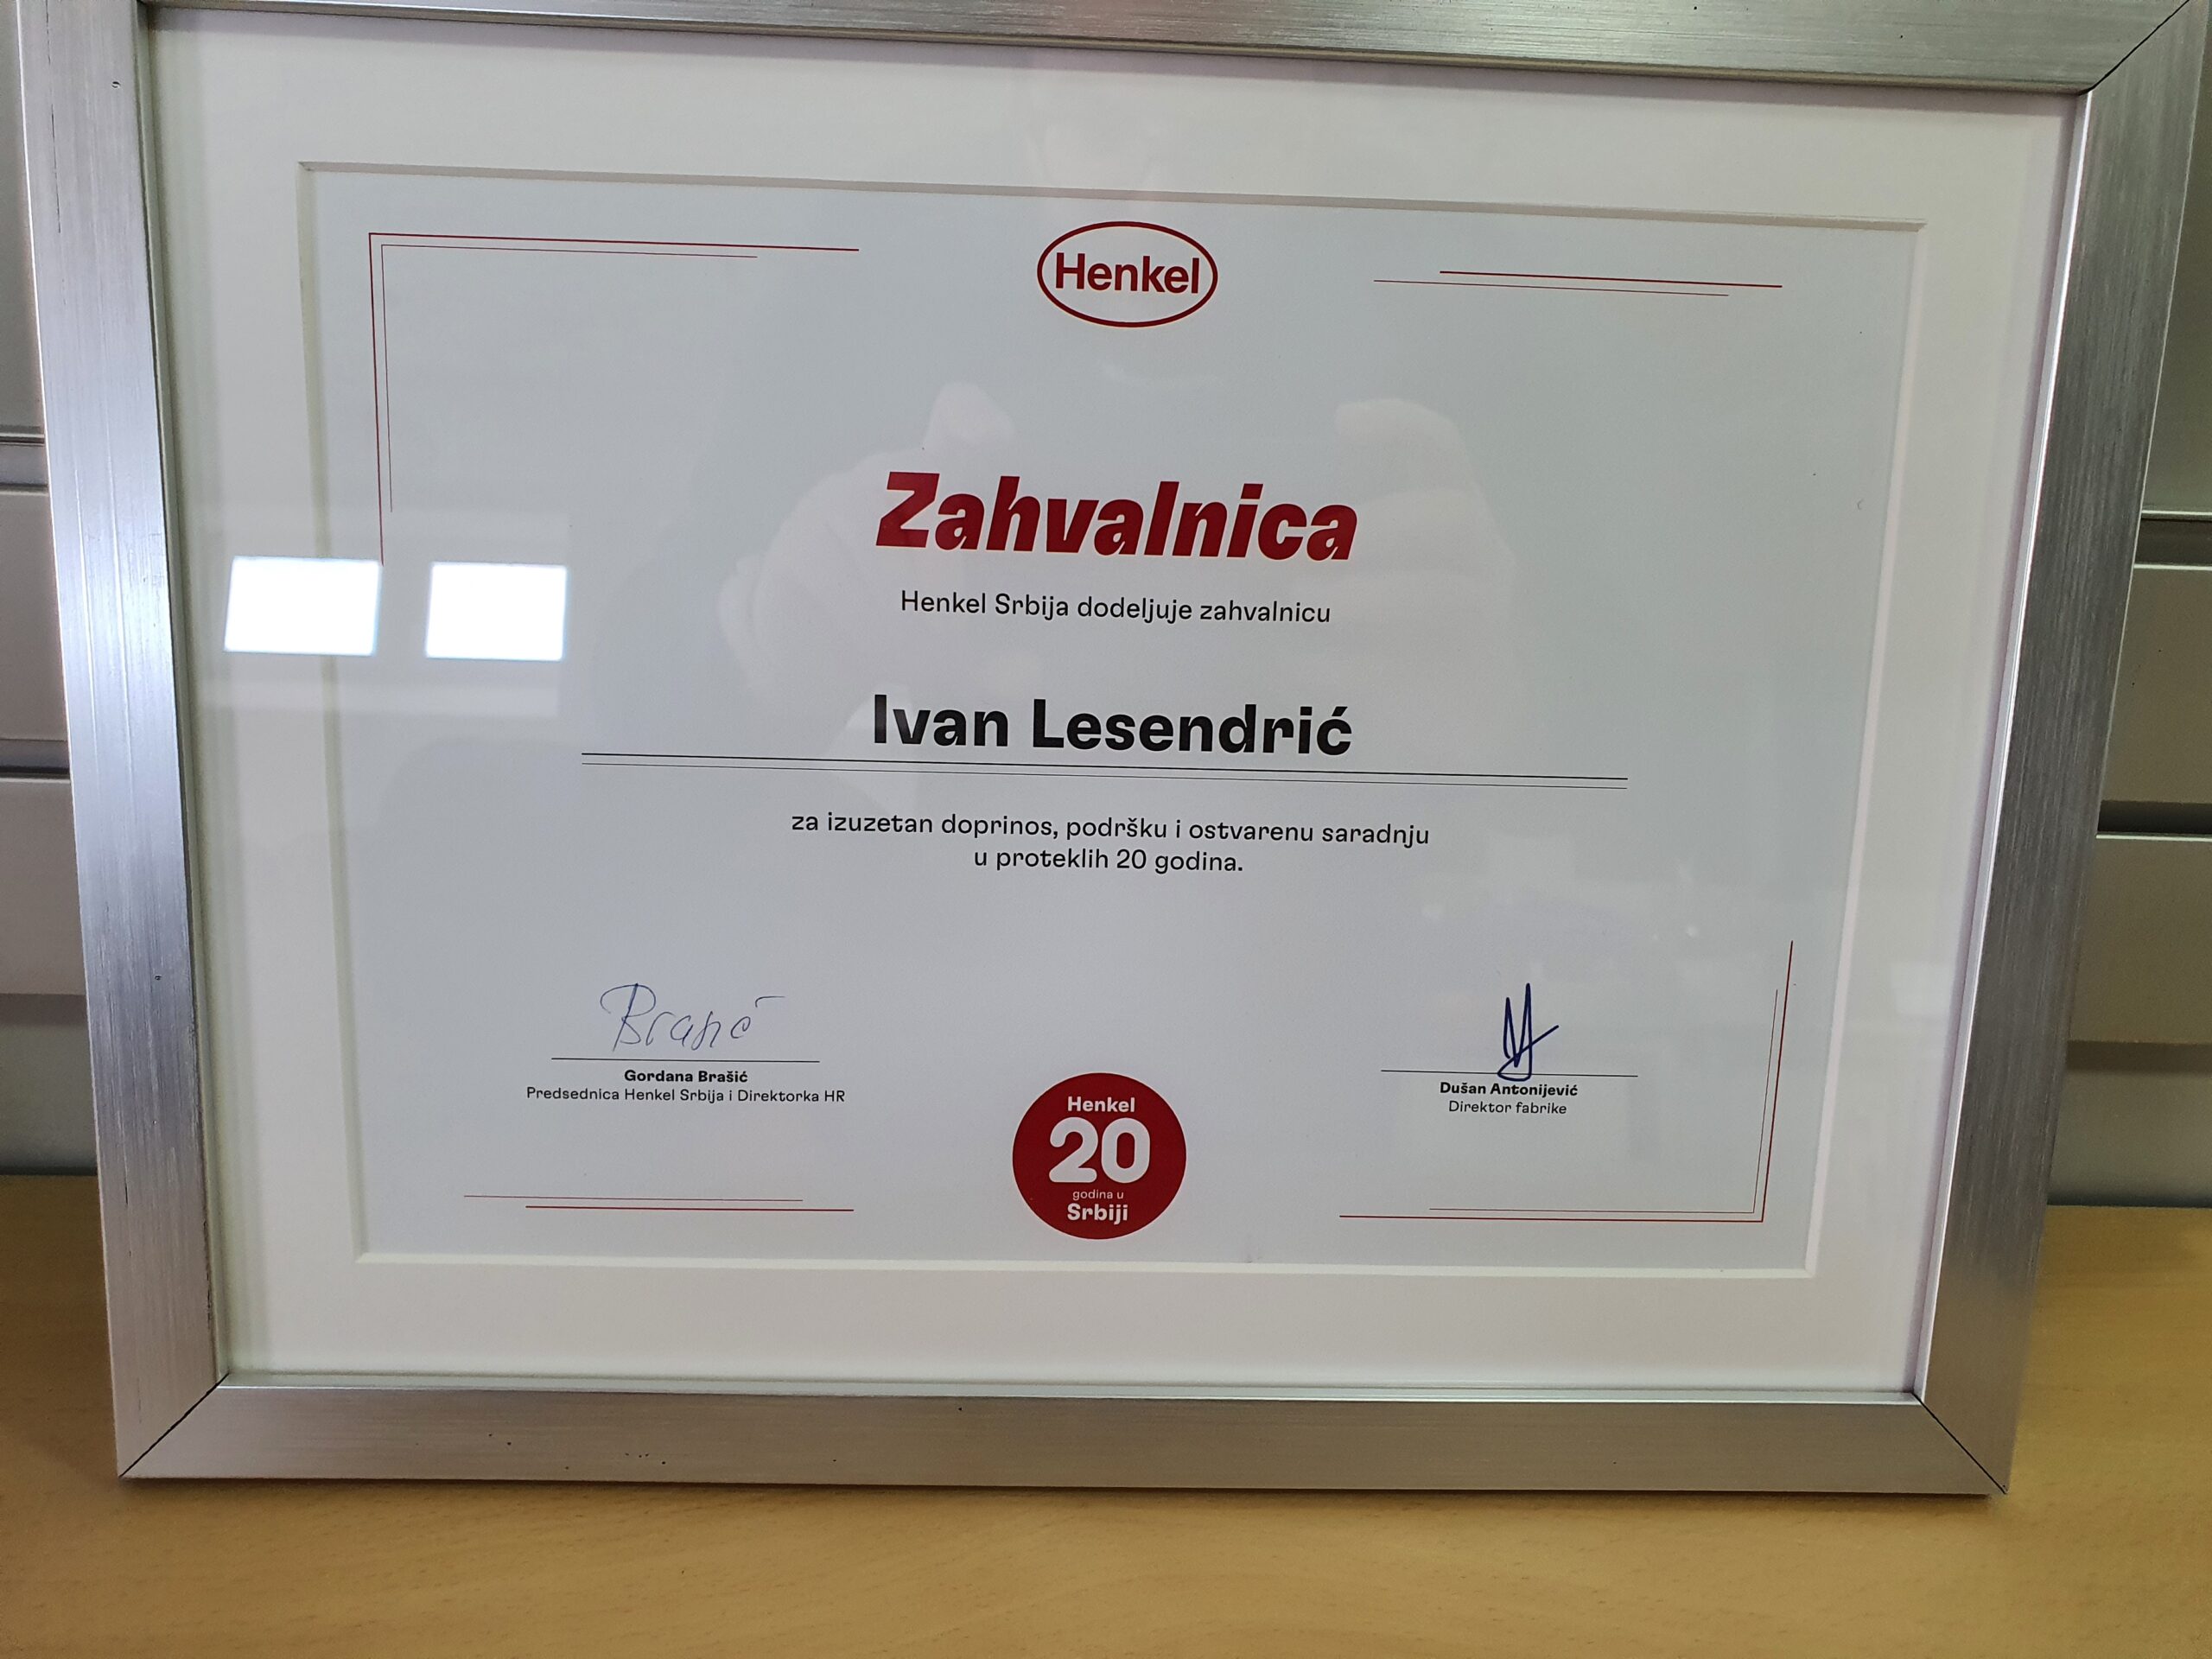 Henkel
Zahvalnica
Henkel Srbija dodeljuje zahvalnicu
Ivan Lesendrić
za izuzetan doprinos, podršku i ostvarenu saradnju
u proteklih 20 godina.
Gordana Brašić
Predsednica Henkel Srbija i Direktorka HR
Dušan Antonijević
Direktor fabrike
Henkel
20
godina u
Srbiji